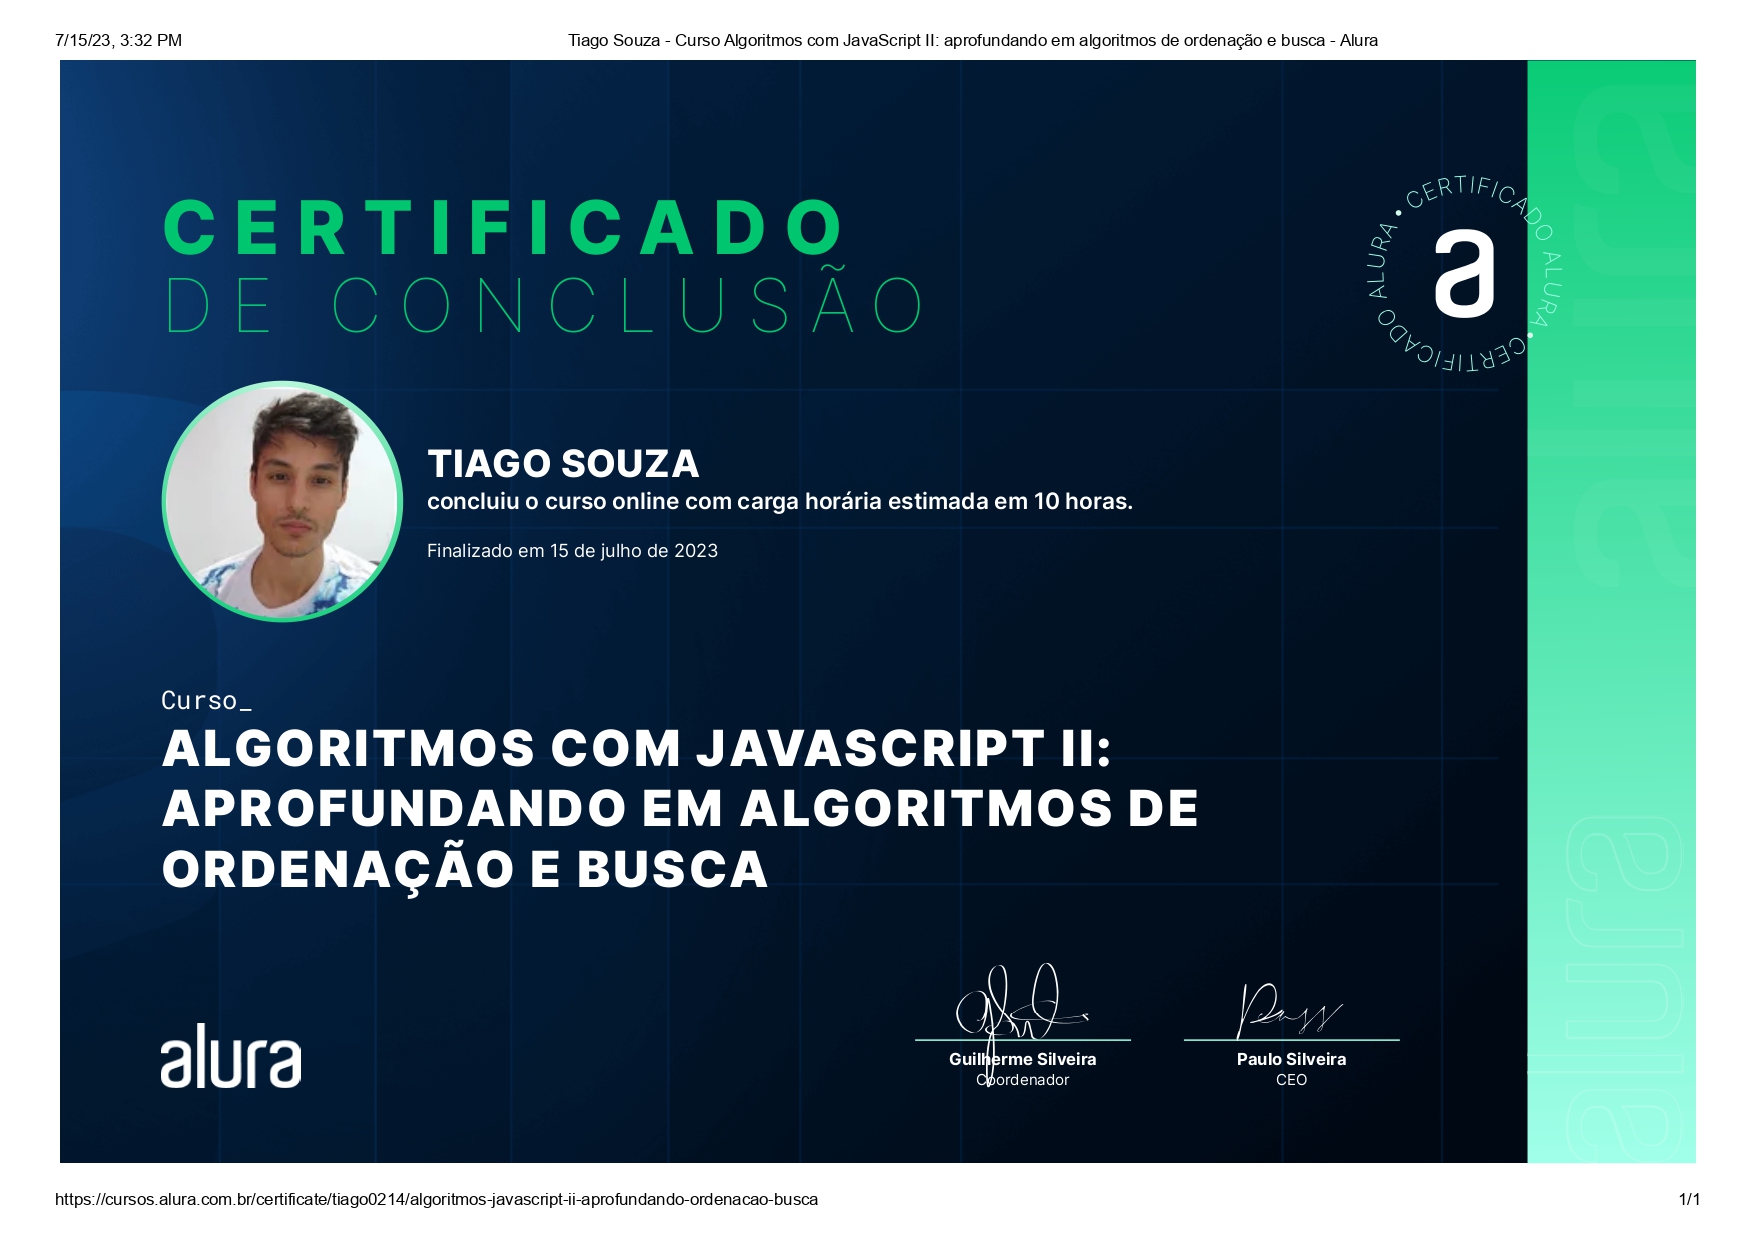 7/15/23, 3:32 PM
Tiago Souza - Curso Algoritmos com JavaScript II: aprofundando em algoritmos de ordenação e busca - Alura
CERTIFICADO
DE CONCLUSÃO
CERTIFICADO ALURA • CERTIFICADO ALURA •
a
TIAGO SOUZA
concluiu o curso online com carga horária estimada em 10 horas.
Finalizado em 15 de julho de 2023
Curso_
ALGORITMOS COM JAVASCRIPT II:
APROFUNDANDO EM ALGORITMOS DE
ORDENAÇÃO E BUSCA
alura
Guilherme Silveira
Coordenador
Paulo Silveira
CEO
alura
alura
alura
https://cursos.alura.com.br/certificate/tiago0214/algoritmos-javascript-ii-aprofundando-ordenacao-busca
1/1